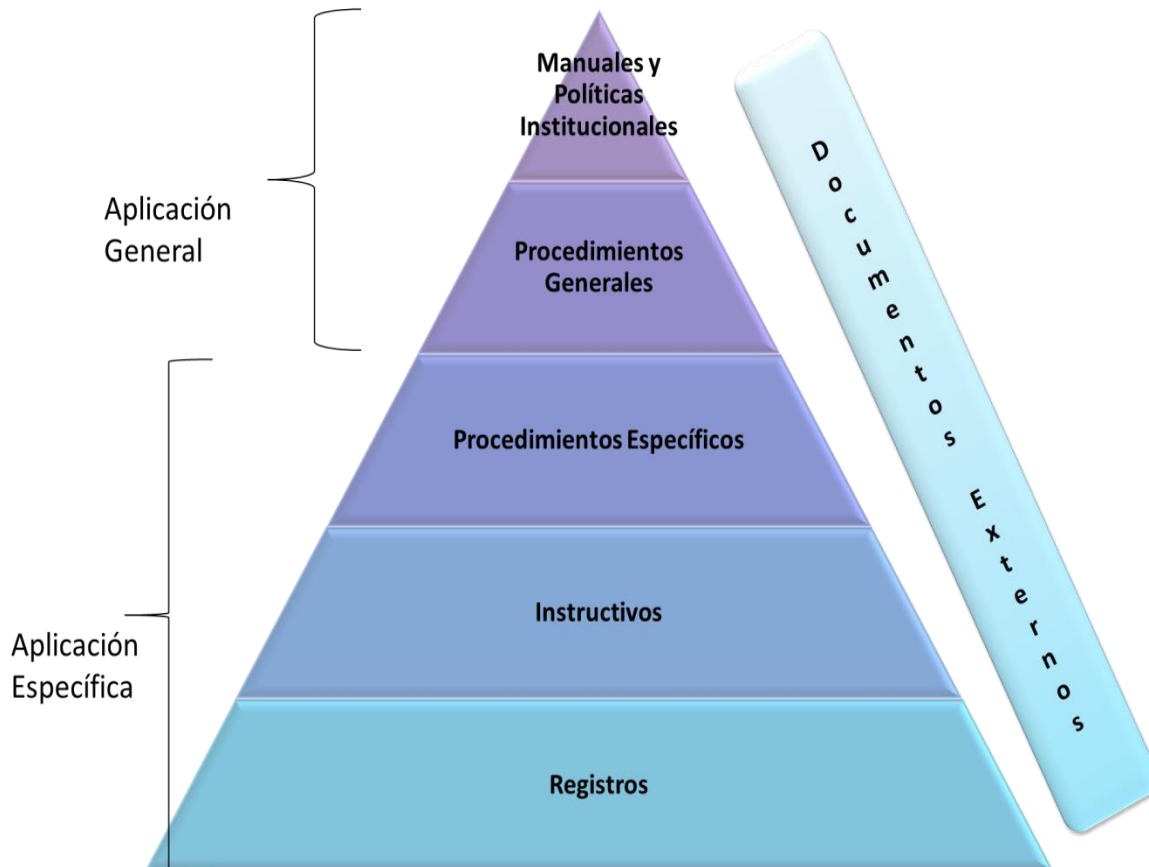 Manuales y
Políticas
Institucionales
Aplicación
General
Procedimientos
Generales
Procedimientos Específicos
Instructivos
Aplicación
Específica
Registros
Documentos Externos